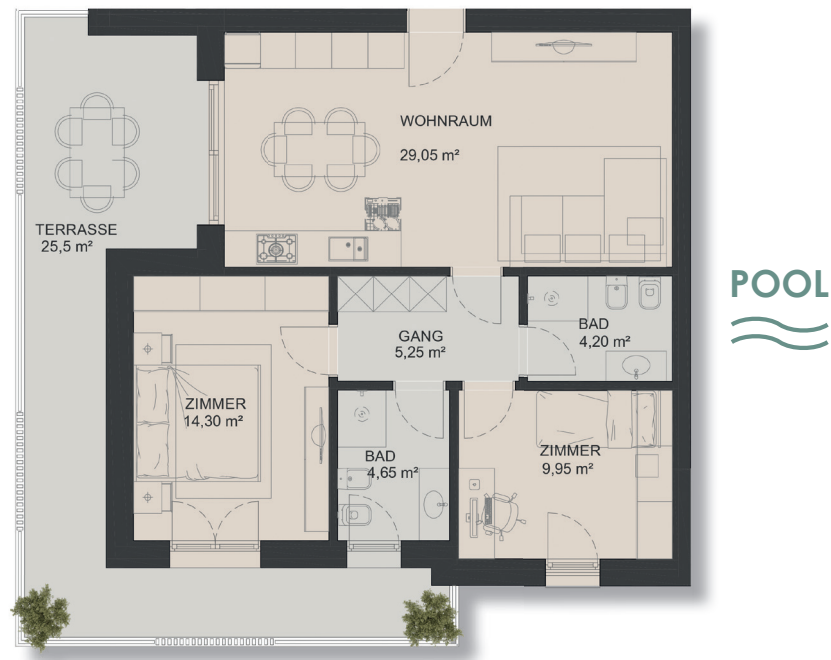 WOHNRAUM
29,05 m²
TERRASSE
25,5 m²
POOL
GANG
5,25 m²
BAD
4,20 m²
ZIMMER
14,30 m²
BAD
4,65 m²
ZIMMER
9,95 m²